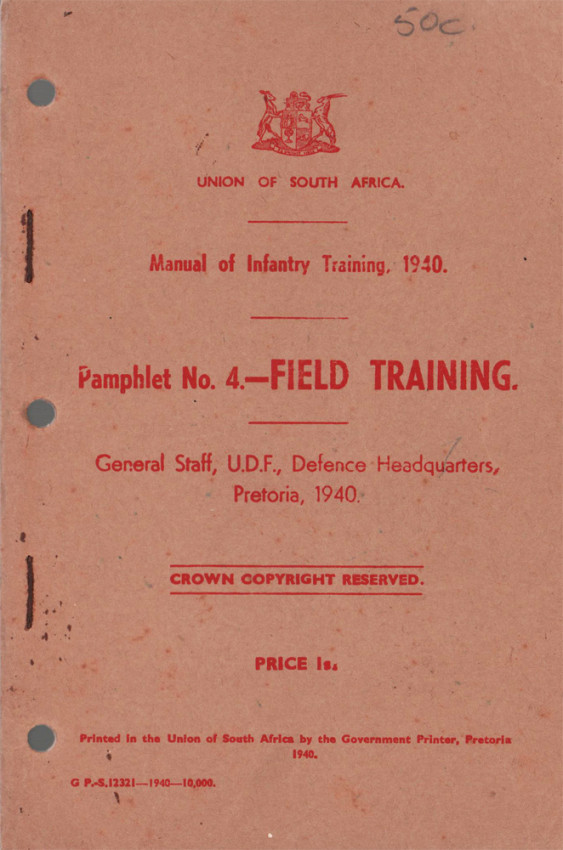 50c
UNION OF SOUTH AFRICA.
Manual of Infantry Training, 1940.
Pamphlet No. 4.—FIELD TRAINING.
General Staff, U.D.F., Defence Headquarters,
Pretoria, 1940.
CROWN COPYRIGHT RESERVED.
PRICE 1s.
Printed in the Union of South Africa by the Government Printer, Pretoria
1940.
G P.-S.12321—1940—10,000.